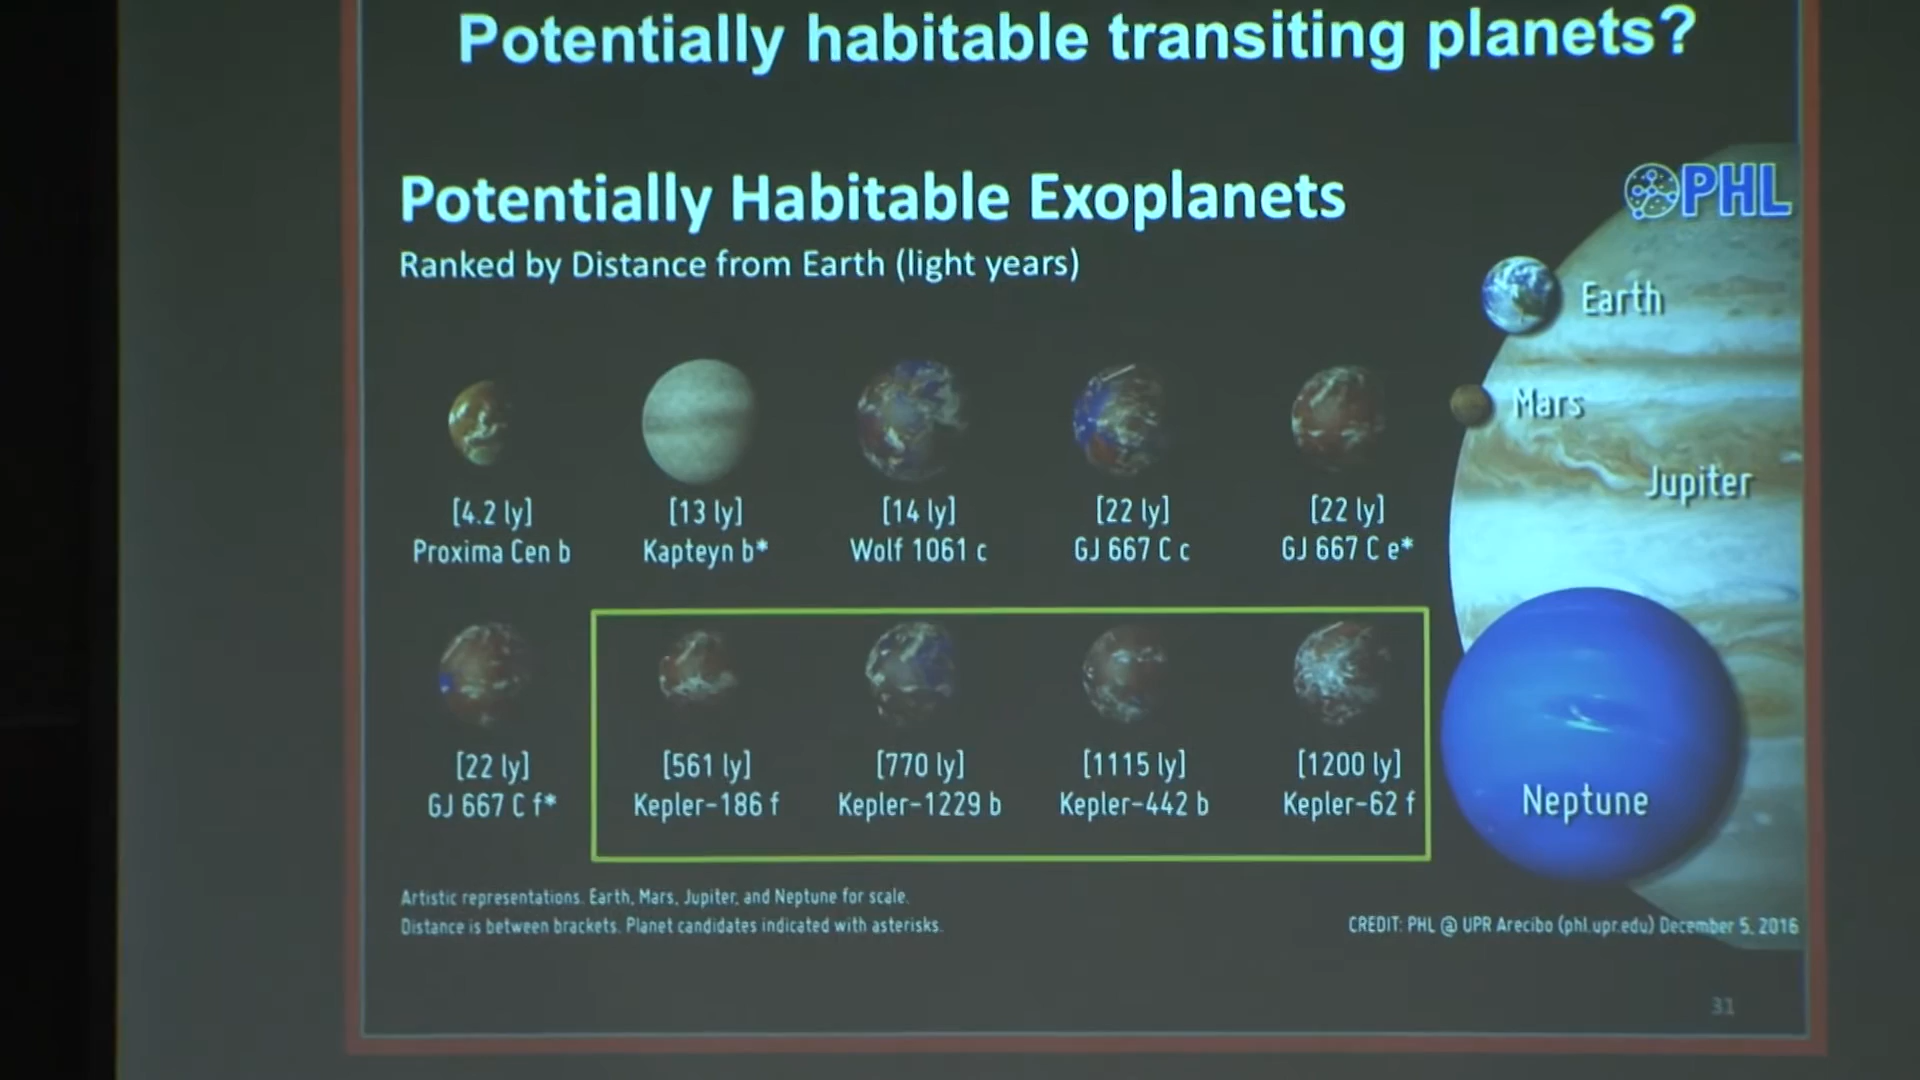 Potentially habitable transiting planets?
PHL
Potentially Habitable Exoplanets
Ranked by Distance from Earth (light years)
Earth
Mars
Jupiter
[4.2 ly] [13 ly] [14 ly] [22 ly] [22 ly]
Proxima Cen b Kapteyn b* Wolf 1061 c GJ 667 C c GJ 667 C e*
[22 ly] [561 ly] [770 ly] [1115 ly] [1200 ly]
GJ 667 C f* Kepler-186 f Kepler-1229 b Kepler-442 b Kepler-62 f
Neptune
Artistic representations. Earth, Mars, Jupiter, and Neptune for scale.
Distance is between brackets. Planet candidates indicated with asterisks.
CREDIT: PHL @ UPR Arecibo (phl.upr.edu) December 5, 2016
31